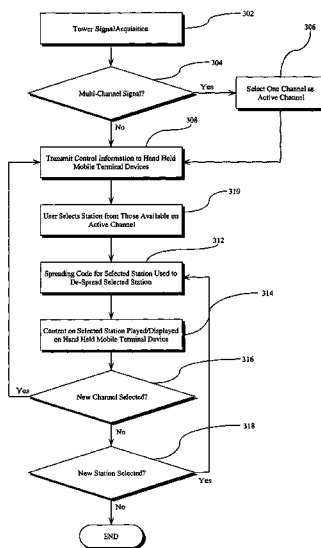 302
Tower Signal Acquisition
304
306
Multi-Channel Signal?
Yes
Select One Channel as
Active Channel
No
308
Transmit Control information to Hand Held
Mobile Terminal Devices
310
User Selects Station from Those Available on
Active Channel
312
Spreading Code for Selected Station Used to
De-Spread Selected Station
314
Content on Selected Station Played/Displayed
on Hand Held Mobile Terminal Device
316
Yes
New Channel Selected?
No
318
New Station Selected?
Yes
No
END